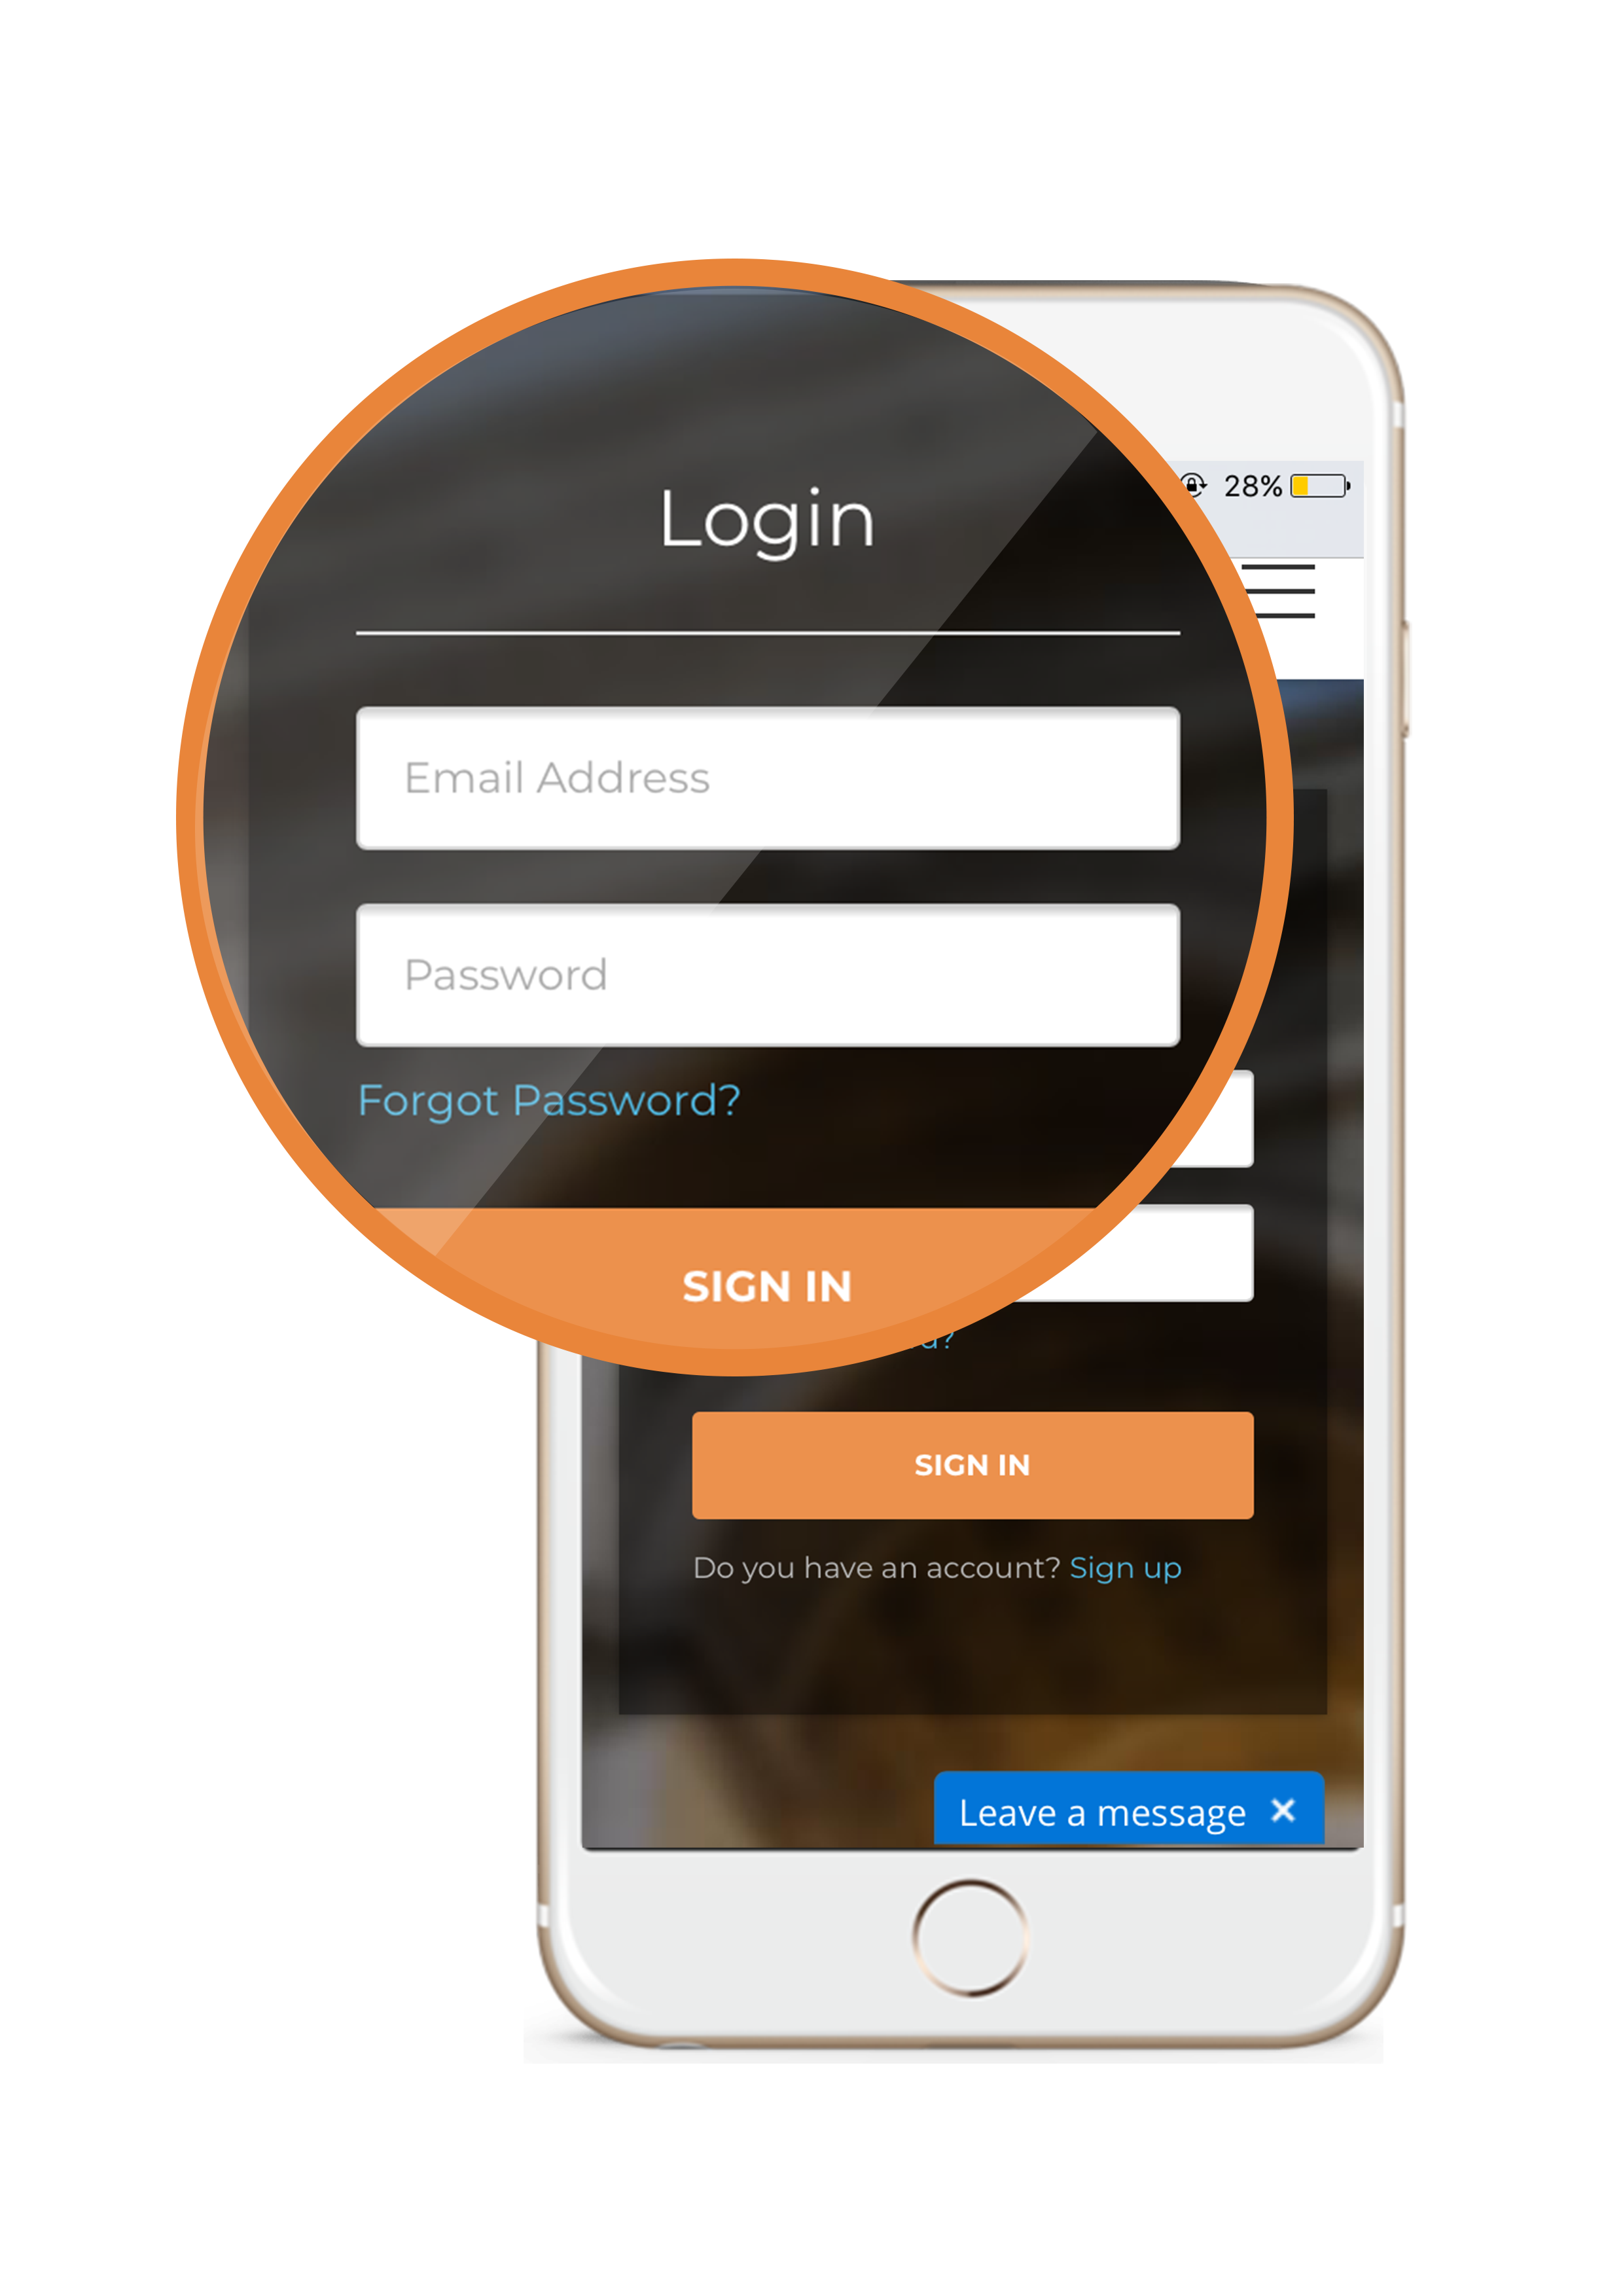 28%
Login
Email Address
Password
Forgot Password?
SIGN IN
d?
SIGN IN
Do you have an account? Sign up
Leave a message ×